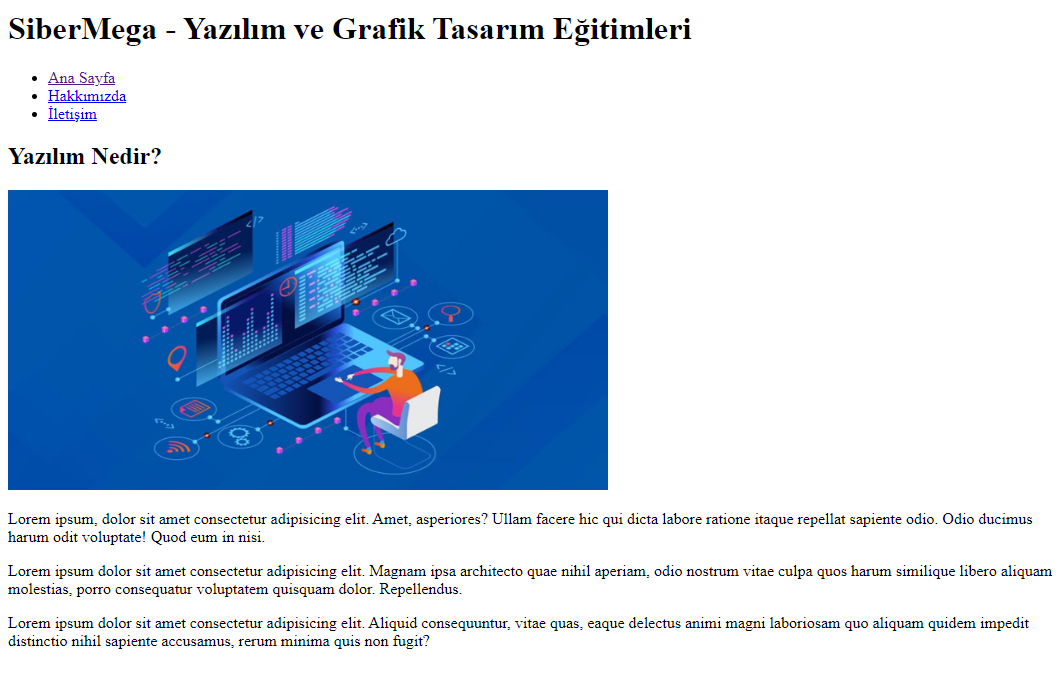 SiberMega - Yazılım ve Grafik Tasarım Eğitimleri
Ana Sayfa
Hakkımızda
İletişim
Yazılım Nedir?
Lorem ipsum, dolor sit amet consectetur adipisicing elit. Amet, asperiores? Ullam facere hic qui dicta labore ratione itaque repellat sapiente odio. Odio ducimus
harum odit voluptate! Quod eum in nisi.
Lorem ipsum dolor sit amet consectetur adipisicing elit. Magnam ipsa architecto quae nihil aperiam, odio nostrum vitae culpa quos harum similique libero aliquam
molestias, porro consequatur voluptatem quisquam dolor. Repellendus.
Lorem ipsum dolor sit amet consectetur adipisicing elit. Aliquid consequuntur, vitae quas, eaque delectus animi magni laboriosam quo aliquam quidem impedit
distinctio nihil sapiente accusamus, rerum minima quis non fugit?